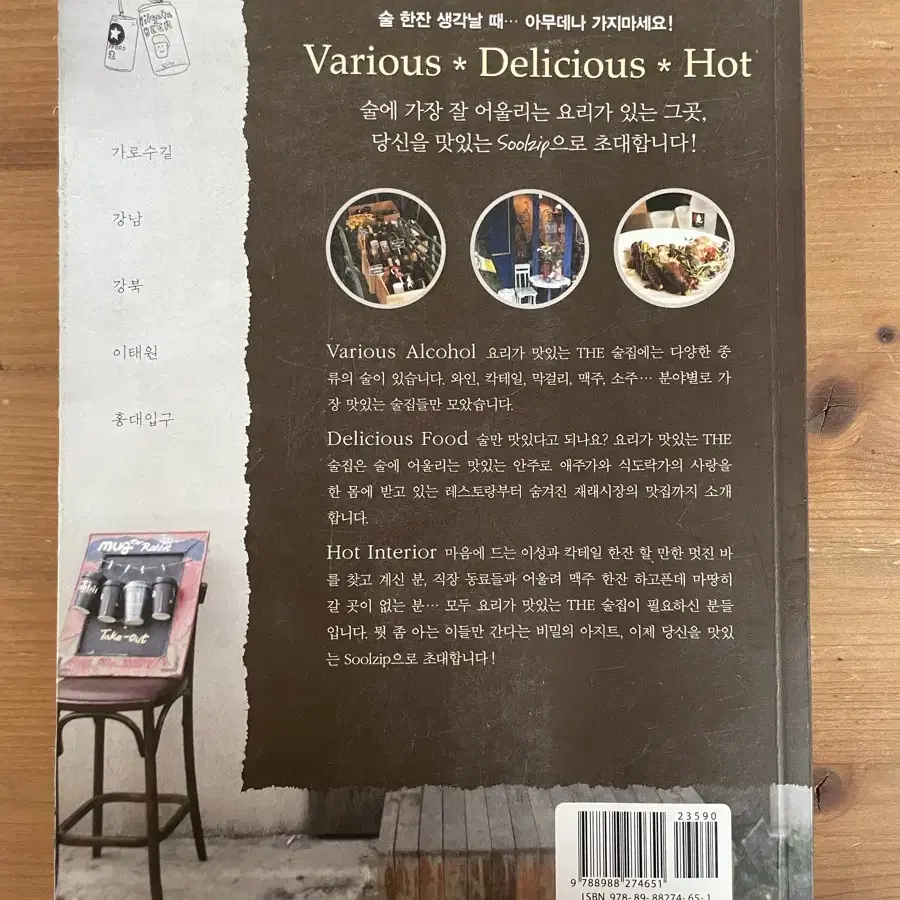 BEER
술 한잔 생각날 때… 아무데나 가지마세요!
Various * Delicious * Hot
술에 가장 잘 어울리는 요리가 있는 그곳,
당신을 맛있는 Soolzip으로 초대합니다!
가로수길
강남
강북
이태원
홍대입구
Various Alcohol 요리가 맛있는 THE 술집에는 다양한 종
류의 술이 있습니다. 와인, 칵테일, 막걸리, 맥주, 소주… 분야별로 가
장 맛있는 술집들만 모았습니다.
Delicious Food 술만 맛있다고 되나요? 요리가 맛있는 THE
술집은 술에 어울리는 맛있는 안주로 애주가와 식도락가의 사랑을
한 몸에 받고 있는 레스토랑부터 숨겨진 재래시장의 맛집까지 소개
합니다.
Hot Interior 마음에 드는 이성과 칵테일 한잔 할 만한 멋진 바
를 찾고 계신 분, 직장 동료들과 어울려 맥주 한잔 하고픈데 마땅히
갈 곳이 없는 분… 모두 요리가 맛있는 THE 술집이 필요하신 분들
입니다. 뭣 좀 아는 이들만 간다는 비밀의 아지트, 이제 당신을 맛있
는 Soolzip으로 초대합니다!
mug
Rabbit
Take-Out
23590
9 788988 274651
ISBN 978-89-88274-65-1